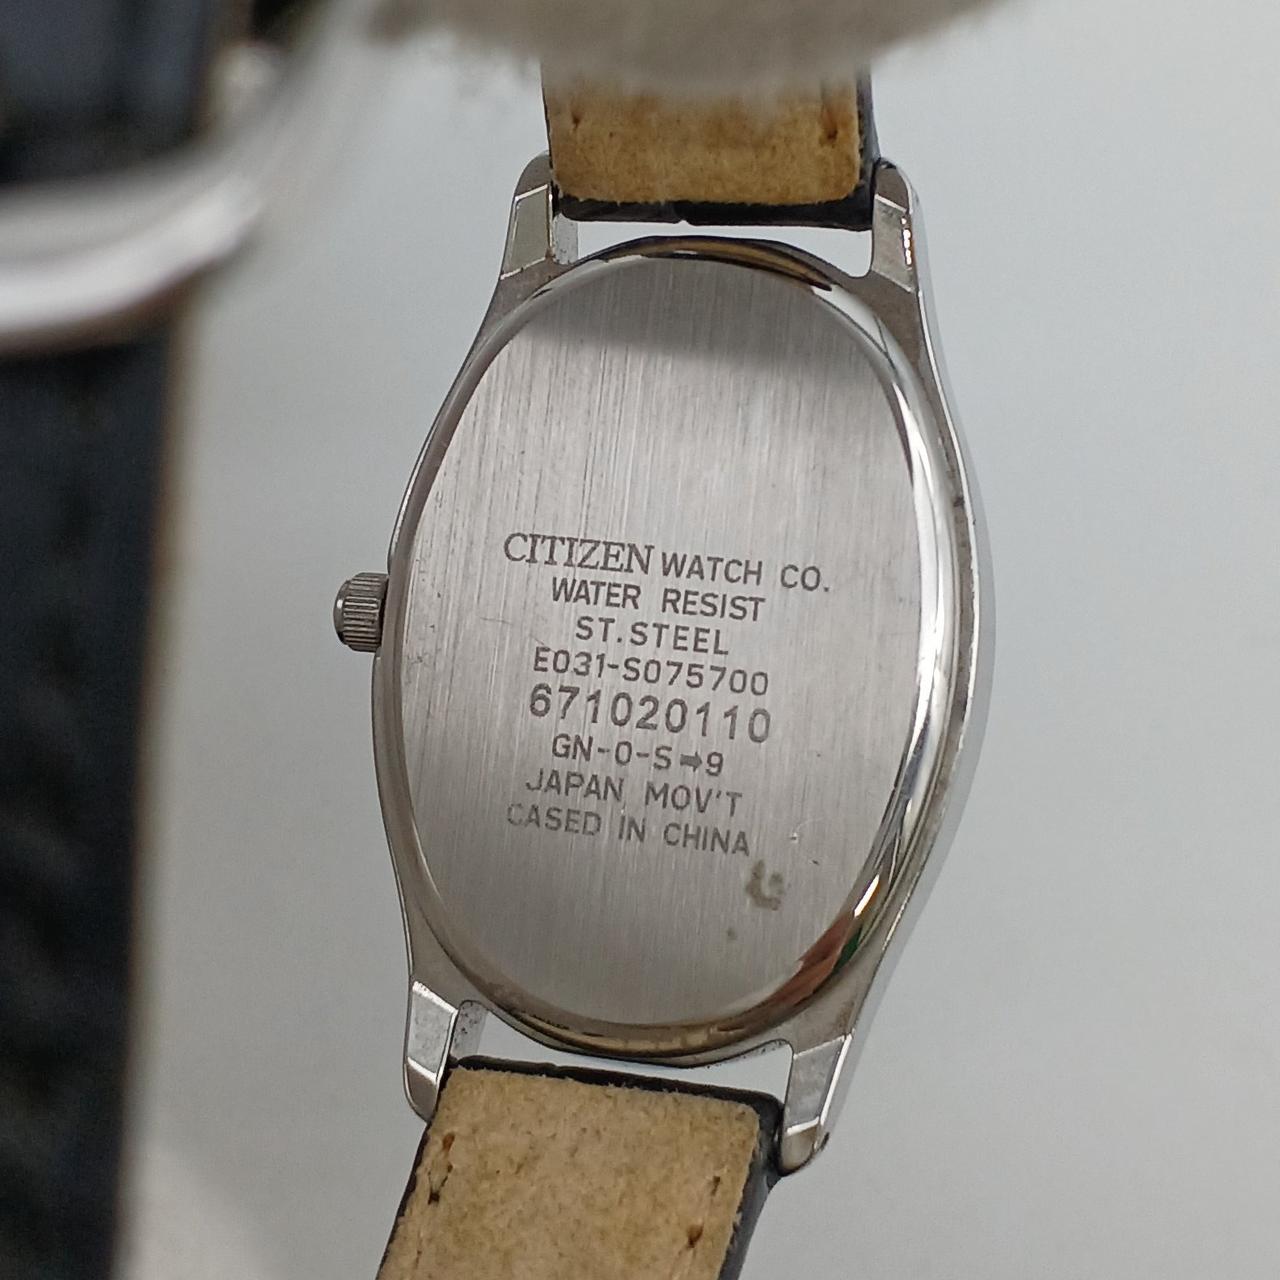 CITIZEN WATCH CO.
WATER RESIST
ST.STEEL
E031-S075700
671020110
GN-0-S➡9
JAPAN MOV'T
CASED IN CHINA